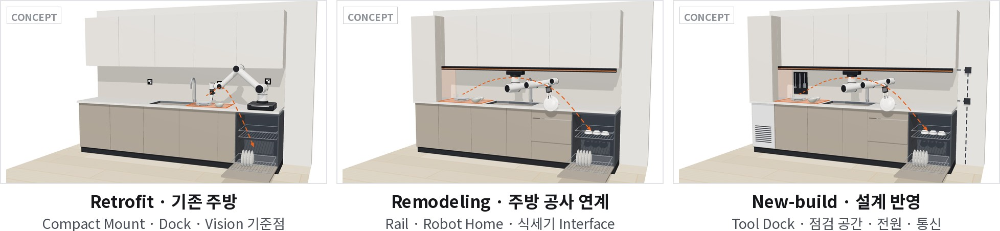 CONCEPT
CONCEPT
CONCEPT
Retrofit · 기존 주방
Compact Mount · Dock · Vision 기준점
Remodeling · 주방 공사 연계
Rail · Robot Home · 식세기 Interface
New-build · 설계 반영
Tool Dock · 점검 공간 · 전원 · 통신